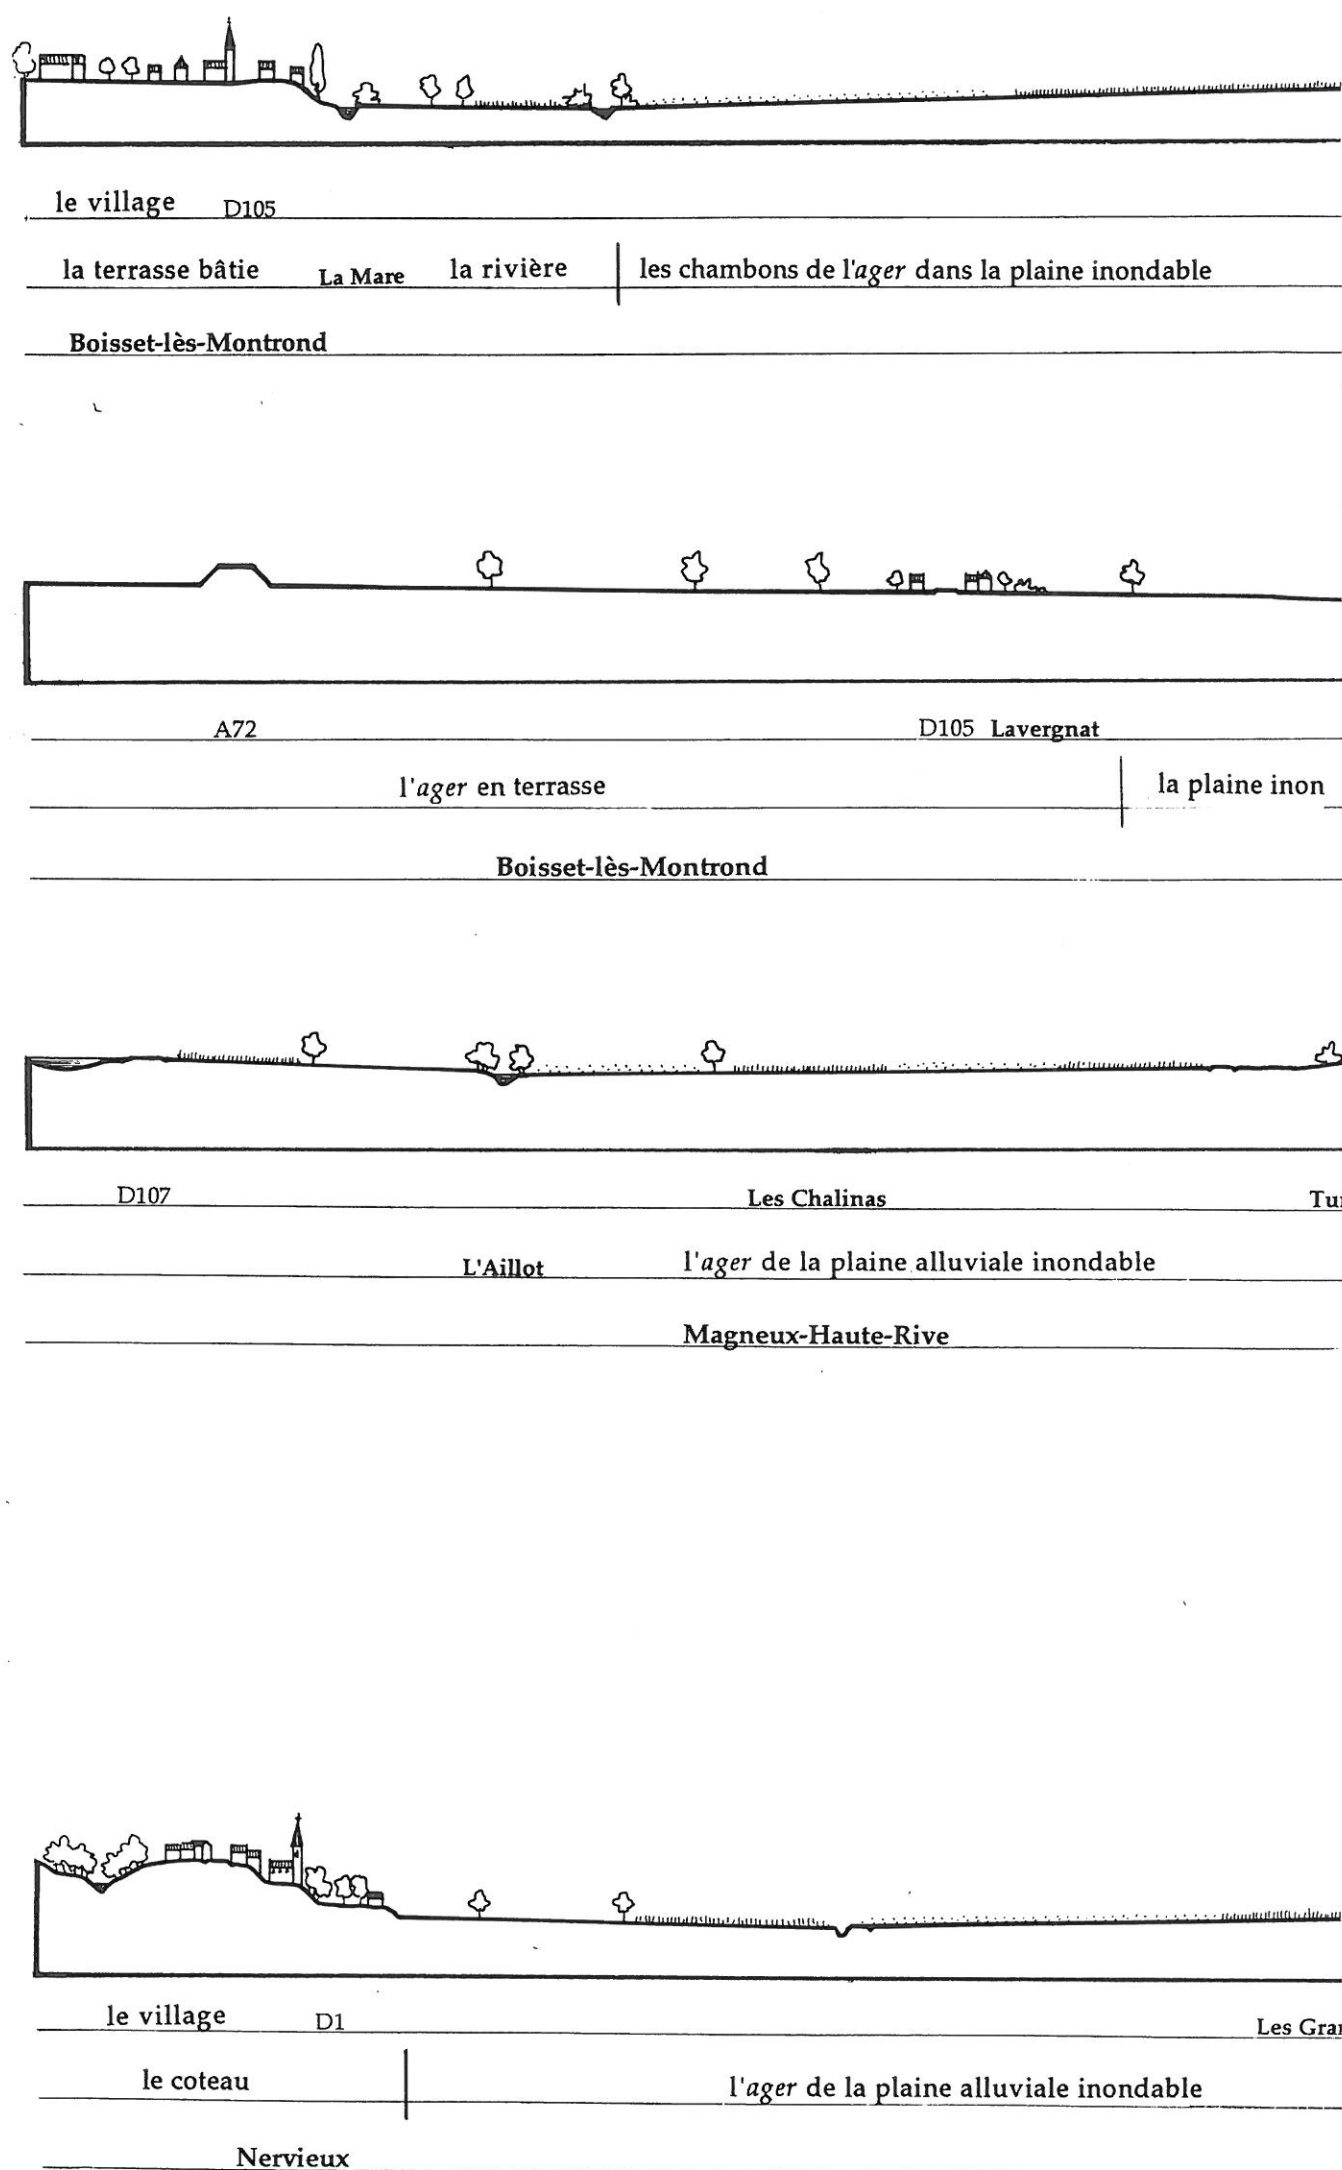 le village D105
la terrasse bâtie La Mare la rivière les chambons de l'ager dans la plaine inondable
Boisset-lès-Montrond
A72 D105 Lavergnat
l'ager en terrasse la plaine inon
Boisset-lès-Montrond
D107 Les Chalinas Tu
L'Aillot l'ager de la plaine alluviale inondable
Magneux-Haute-Rive
le village D1 Les Gra
le coteau l'ager de la plaine alluviale inondable
Nervieux